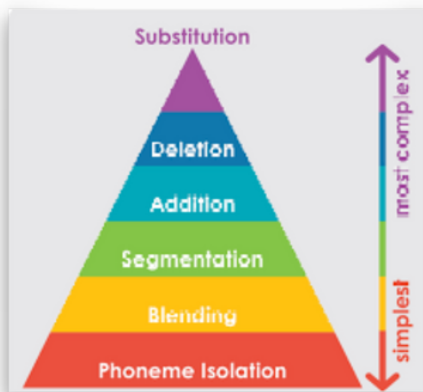 Substitution
Deletion
Addition
Segmentation
Blending
Phoneme Isolation
most complex
simplest